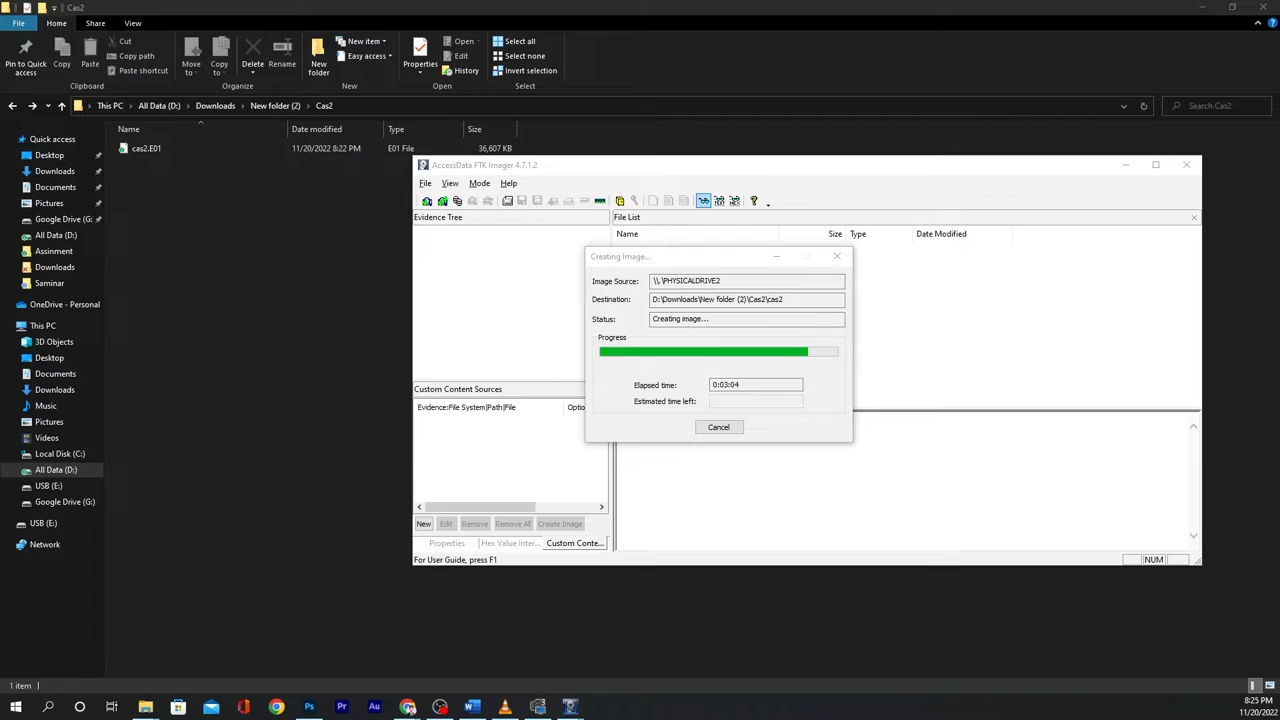 Cas2
File Home Share View
Pin to Quick access
Copy
Paste
Cut
Copy path
Paste shortcut
Clipboard
Move to
Copy to
Delete
Rename
Organize
New folder
New item
Easy access
New
Properties
Open
Edit
History
Open
Select all
Select none
Invert selection
Select
This PC > All Data (D:) > Downloads > New folder (2) > Cas2
Search Cas2
Name Date modified Type Size
cas2.E01 11/20/2022 8:22 PM E01 File 36,607 KB
Quick access
Desktop
Downloads
Documents
Pictures
Google Drive (G:
All Data (D:)
Assinment
Downloads
Saminar
OneDrive - Personal
This PC
3D Objects
Desktop
Documents
Downloads
Music
Pictures
Videos
Local Disk (C:)
All Data (D:)
USB (E:)
Google Drive (G:)
USB (E:)
Network
1 item
AccessData FTK Imager 4.7.1.2
File View Mode Help
Evidence Tree
File List
Name Size Type Date Modified
Creating Image...
Image Source: \\.\PHYSICALDRIVE2
Destination: D:\Downloads\New folder (2)\Cas2\cas2
Status: Creating image...
Progress
Elapsed time: 0:03:04
Estimated time left:
Cancel
Custom Content Sources
Evidence:File System|Path|File Optio
New Edit Remove Remove All Create Image
Properties Hex Value Inter... Custom Conte...
For User Guide, press F1
NUM
8:25 PM
11/20/2022